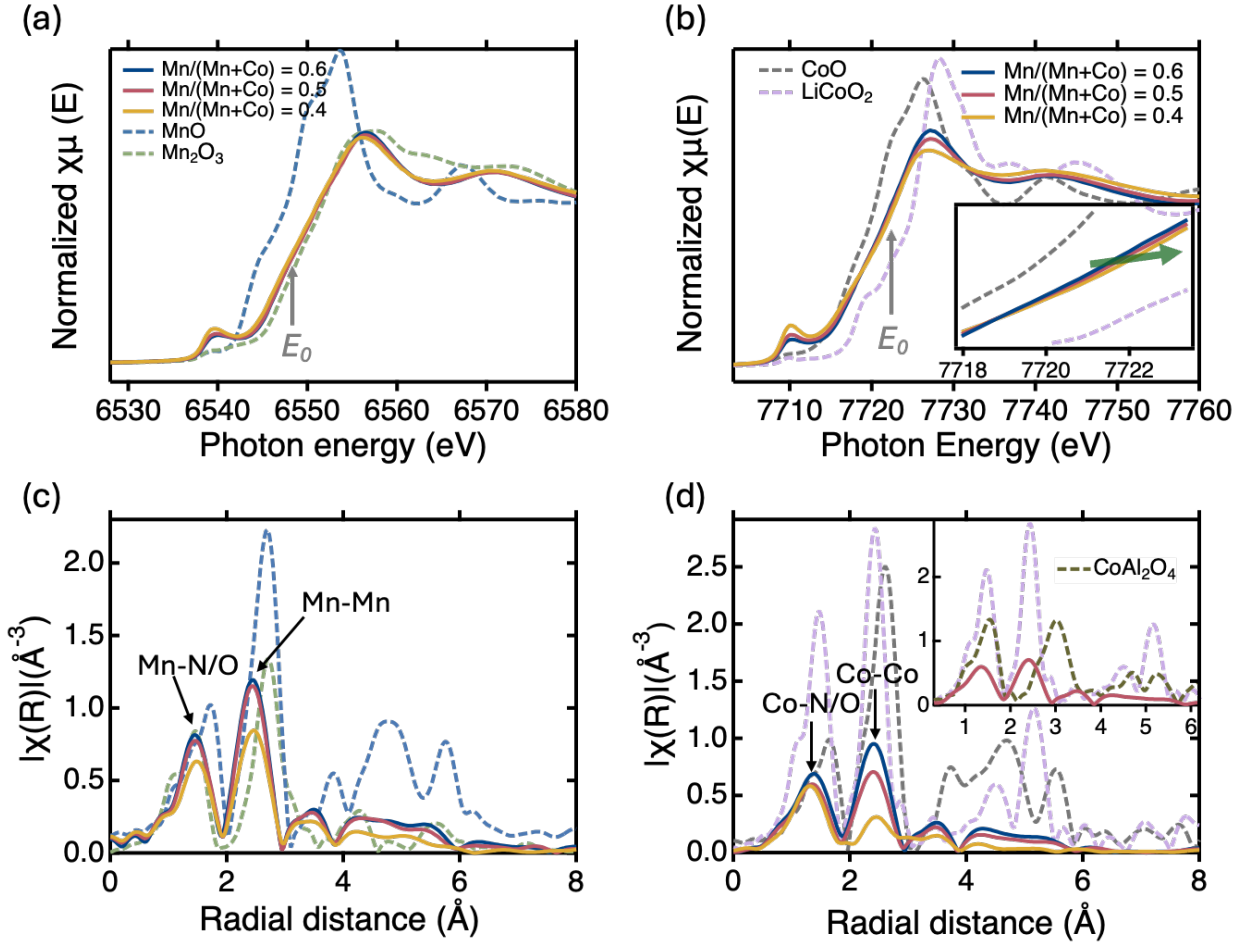 (a)
Mn/(Mn+Co) = 0.6
Mn/(Mn+Co) = 0.5
Mn/(Mn+Co) = 0.4
MnO
Mn₂O₃
Normalized χμ (E)
E₀
6530 6540 6550 6560 6570 6580
Photon energy (eV)
(b)
CoO
LiCoO₂
Mn/(Mn+Co) = 0.6
Mn/(Mn+Co) = 0.5
Mn/(Mn+Co) = 0.4
Normalized χμ(E)
E₀
7718 7720 7722
7710 7720 7730 7740 7750 7760
Photon Energy (eV)
(c)
2.0
1.5
1.0
0.5
0.0
|χ(R)|(Å⁻³)
Mn-Mn
Mn-N/O
0 2 4 6 8
Radial distance (Å)
(d)
2.5
2.0
1.5
1.0
0.5
0.0
|χ(R)|(Å⁻³)
Co-Co
Co-N/O
CoAl₂O₄
2
1
0
1 2 3 4 5 6
0 2 4 6 8
Radial distance (Å)